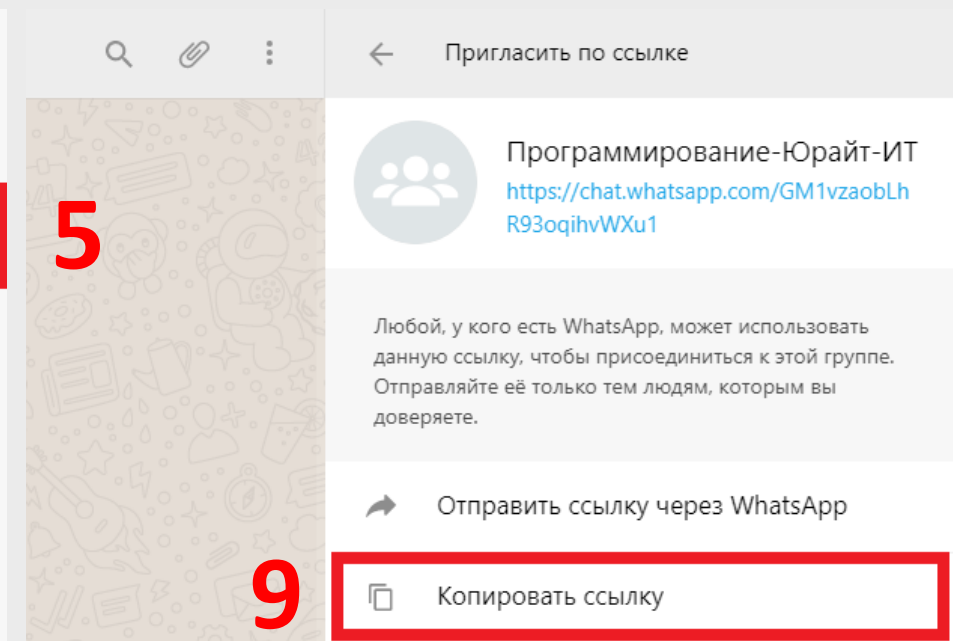 Пригласить по ссылке
Программирование-Юрайт-ИТ
https://chat.whatsapp.com/GM1vzaobLh
R93oqihvWXu1
5
Любой, у кого есть WhatsApp, может использовать
данную ссылку, чтобы присоединиться к этой группе.
Отправляйте её только тем людям, которым вы
доверяете.
Отправить ссылку через WhatsApp
9
Копировать ссылку